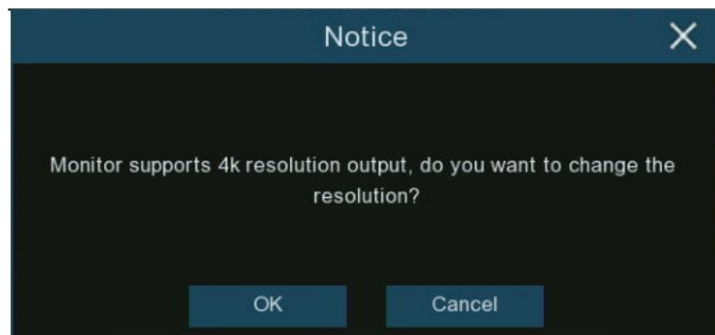 Notice
Monitor supports 4k resolution output, do you want to change the
resolution?
OK
Cancel